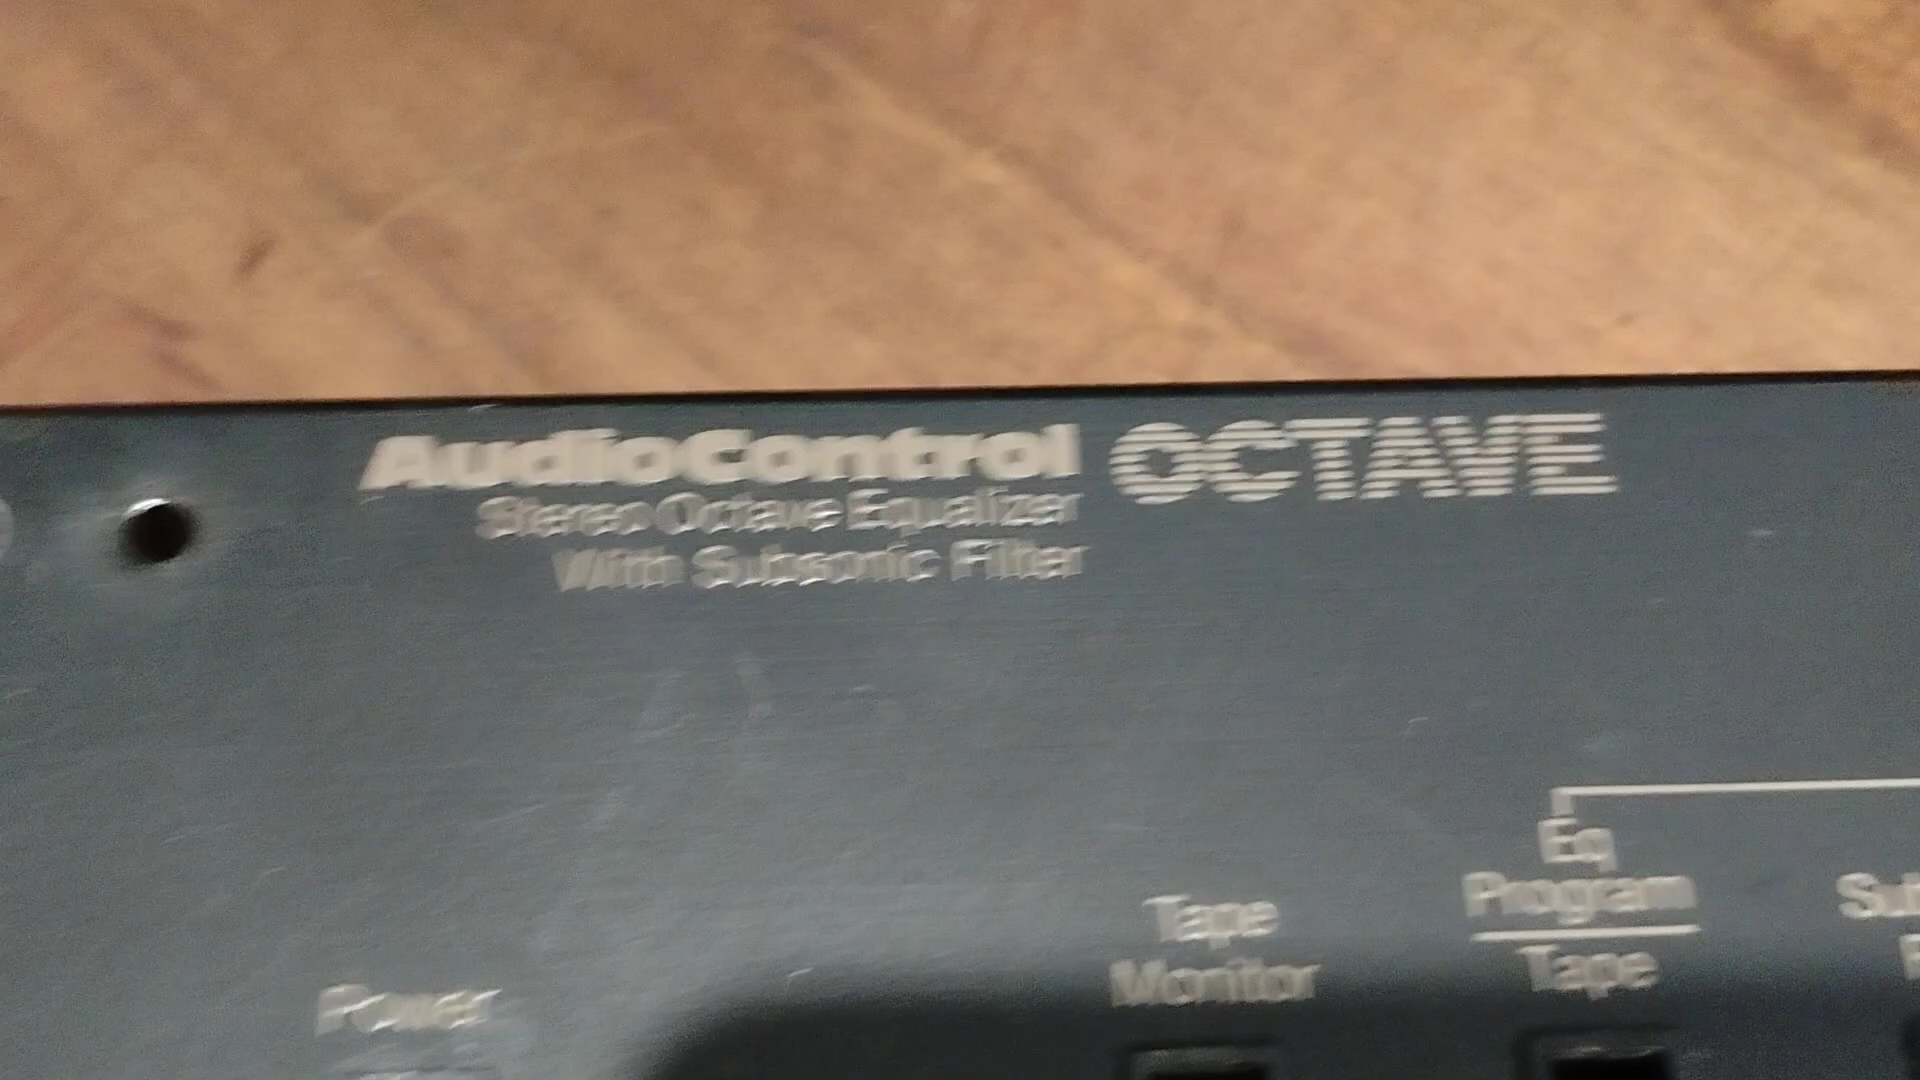 AudioControl OCTAVE
Stereo Octave Equalizer
With Subsonic Filter
Eq
Program
Tape
Tape
Monitor
Power